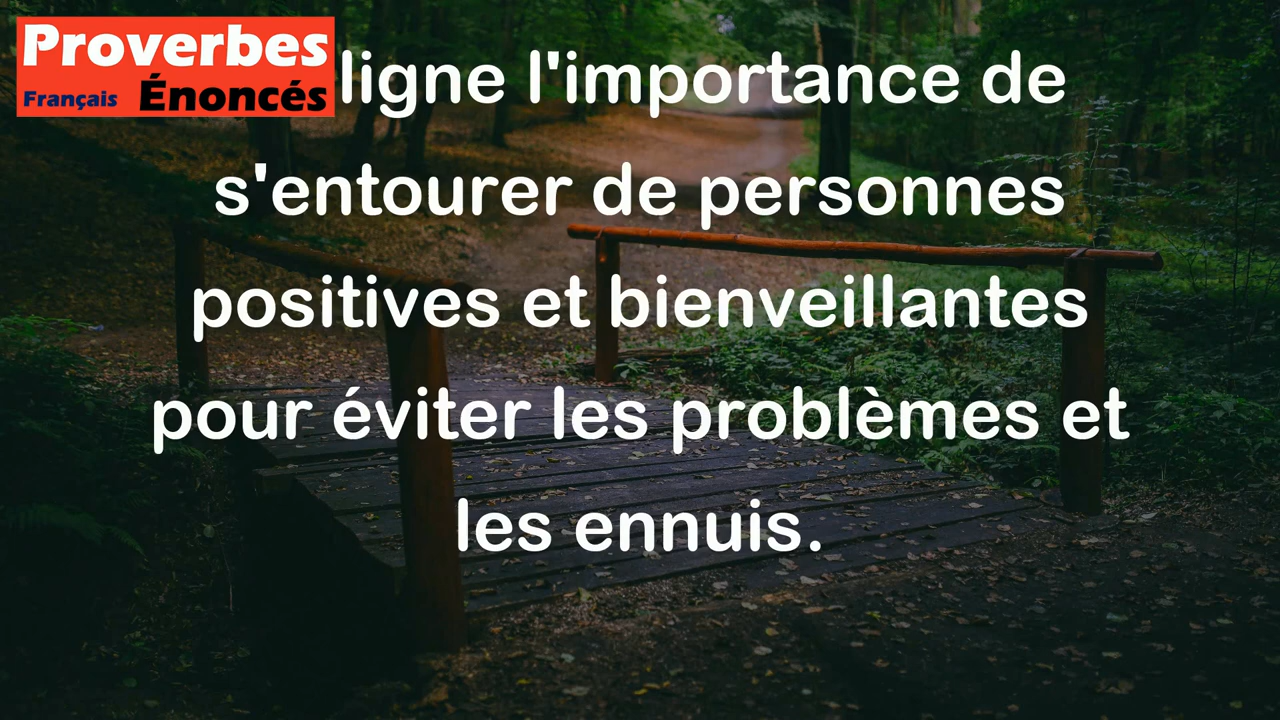 Proverbes
Français Énoncés
ligne l'importance de
s'entourer de personnes
positives et bienveillantes
pour éviter les problèmes et
les ennuis.